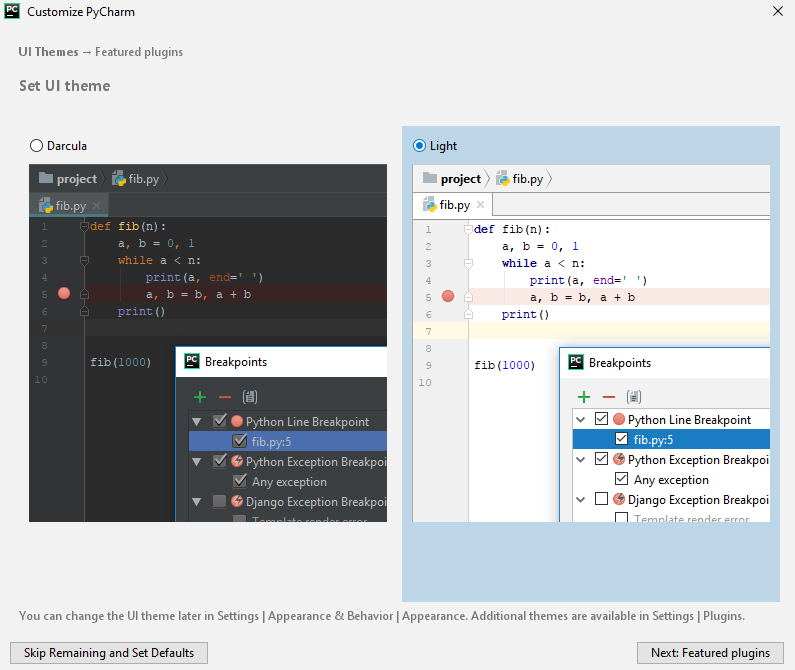 PC Customize PyCharm
UI Themes → Featured plugins
Set UI theme
Darcula
project fib.py
fib.py
1 def fib(n):
2 a, b = 0, 1
3 while a < n:
4 print(a, end=' ')
5 a, b = b, a + b
6 print()
7
8
9 fib(1000)
10
PC Breakpoints
Python Line Breakpoint
fib.py:5
Python Exception Breakpoi
Any exception
Django Exception Breakpoi
Template render error
Light
project fib.py
fib.py
1 def fib(n):
2 a, b = 0, 1
3 while a < n:
4 print(a, end=' ')
5 a, b = b, a + b
6 print()
7
8
9 fib(1000)
10
PC Breakpoints
Python Line Breakpoint
fib.py:5
Python Exception Breakpoi
Any exception
Django Exception Breakpoi
Template render error
You can change the UI theme later in Settings | Appearance & Behavior | Appearance. Additional themes are available in Settings | Plugins.
Skip Remaining and Set Defaults
Next: Featured plugins